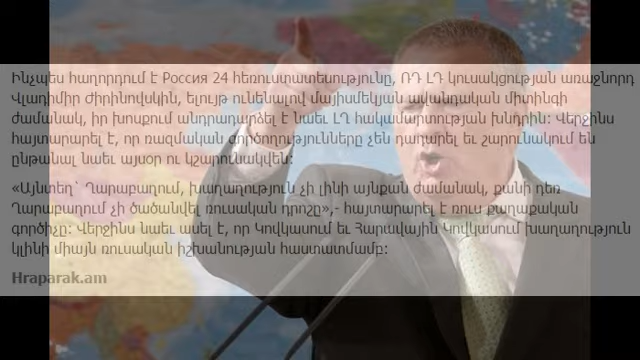 Ինչպես հաղորդում է Россия 24 հեռուստատեսությունը, ՌԴ ԼԴ կուսակցության առաջնորդ
Վլադիմիր Ժիրինովսկին, ելույթ ունենալով մայիսմեկյան ավանդական միտինգի
ժամանակ, իր խոսքում անդրադարձել է նաեւ ԼՂ հակամարտության խնդրին: Վերջինս
հայտարարել է, որ ռազմական գործողությունները չեն դադարել եւ շարունակում են
ընթանալ նաեւ այսօր ու կշարունակվեն:
«Այնտեղ՝ Ղարաբաղում, խաղաղություն չի լինի այնքան ժամանակ, քանի դեռ
Ղարաբաղում չի ծածանվել ռուսական դրոշը»,- հայտարարել է ռուս քաղաքական
գործիչը: Վերջինս նաեւ ասել է, որ Կովկասում եւ Հարավային Կովկասում խաղաղություն
կլինի միայն ռուսական իշխանության հաստատմամբ:
Hraparak.am